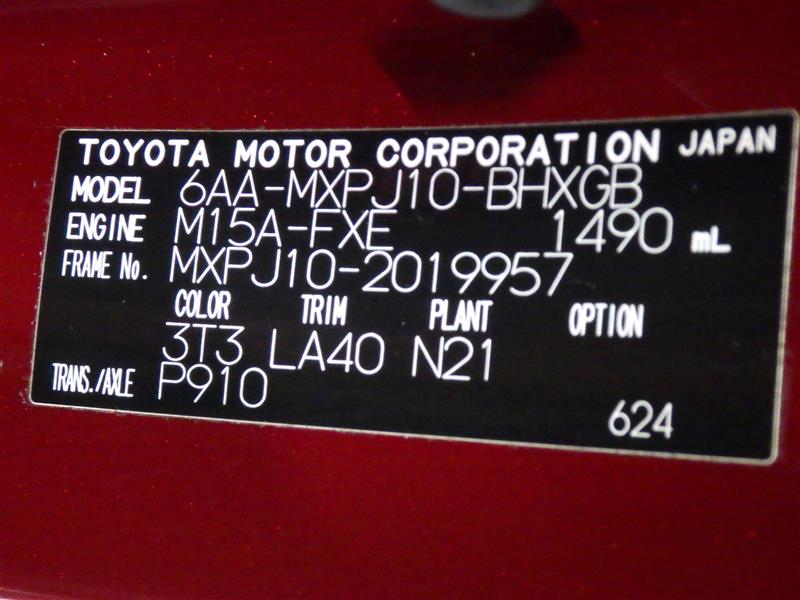 TOYOTA MOTOR CORPORATION JAPAN
MODEL 6AA-MXPJ10-BHXGB
ENGINE M15A-FXE 1490 mL
FRAME No. MXPJ10-2019957
COLOR TRIM PLANT OPTION
3T3 LA40 N21
TRANS./AXLE P910
624